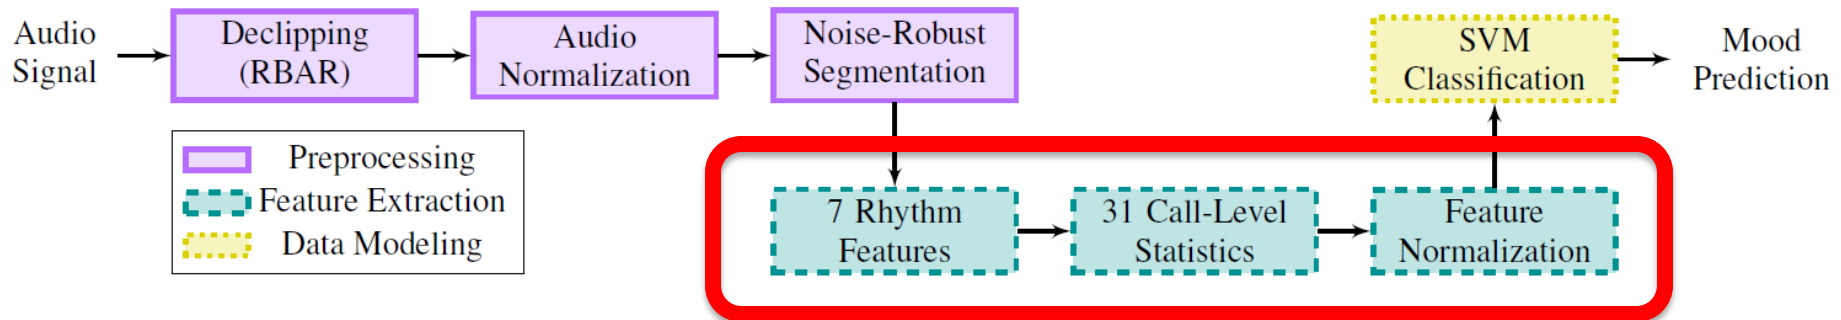 Audio
Signal
Declipping
(RBAR)
Audio
Normalization
Noise-Robust
Segmentation
SVM
Classification
Mood
Prediction
Preprocessing
Feature Extraction
Data Modeling
7 Rhythm
Features
31 Call-Level
Statistics
Feature
Normalization